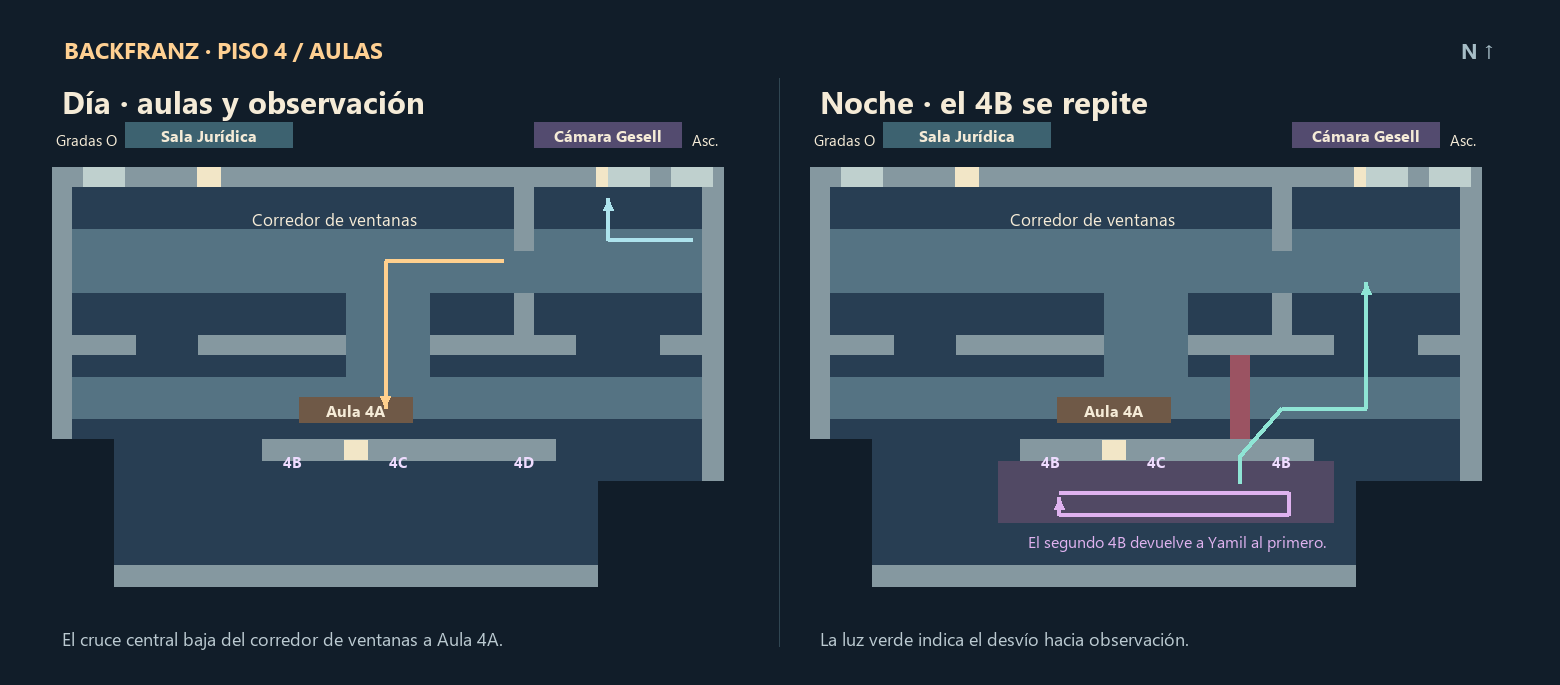 BACKFRANZ · PISO 4 / AULAS
N ↑
Día · aulas y observación
Gradas O
Sala Jurídica
Cámara Gesell
Asc.
Corredor de ventanas
Aula 4A
4B
4C
4D
El cruce central baja del corredor de ventanas a Aula 4A.
Noche · el 4B se repite
Gradas O
Sala Jurídica
Cámara Gesell
Asc.
Corredor de ventanas
Aula 4A
4B
4C
4B
El segundo 4B devuelve a Yamil al primero.
La luz verde indica el desvío hacia observación.